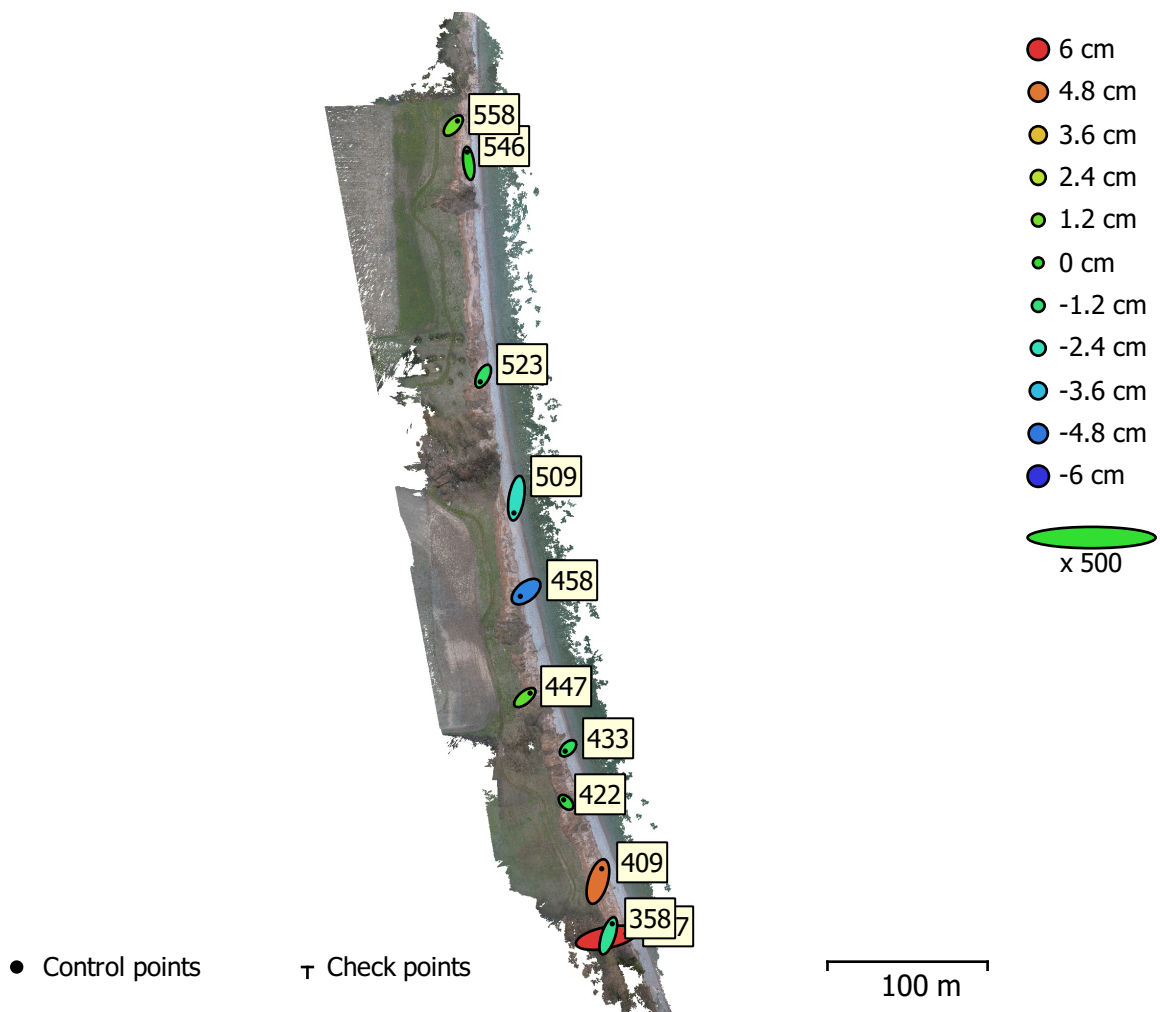 558
546
523
509
458
447
433
422
409
358
7
6 cm
4.8 cm
3.6 cm
2.4 cm
1.2 cm
0 cm
-1.2 cm
-2.4 cm
-3.6 cm
-4.8 cm
-6 cm
x 500
Control points
Check points
100 m